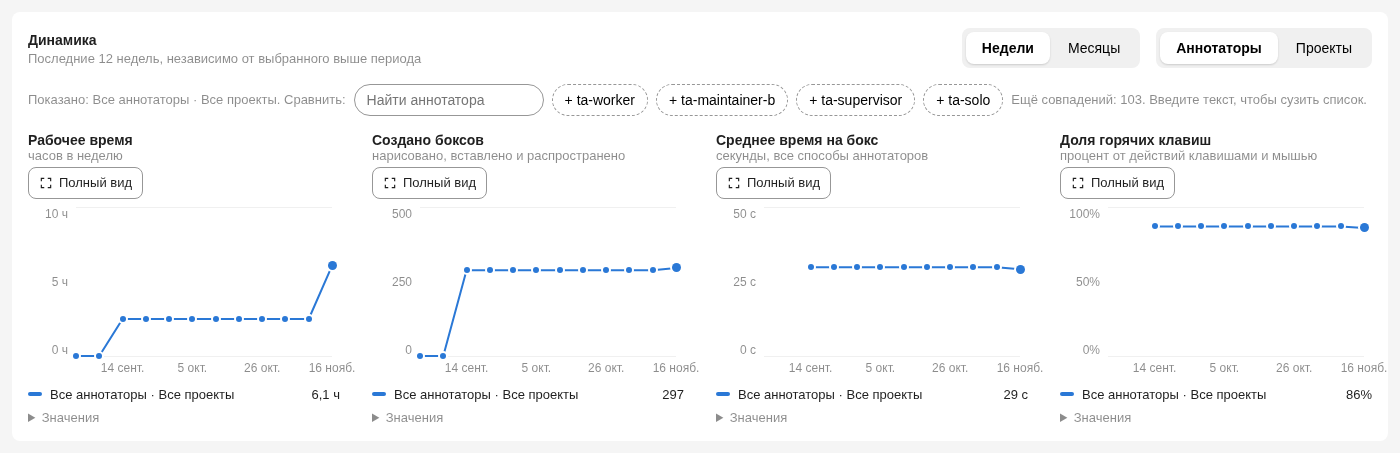 Динамика
Последние 12 недель, независимо от выбранного выше периода
Недели Месяцы Аннотаторы Проекты
Показано: Все аннотаторы · Все проекты. Сравнить: Найти аннотатора + ta-worker + ta-maintainer-b + ta-supervisor + ta-solo Ещё совпадений: 103. Введите текст, чтобы сузить список.
Рабочее время
часов в неделю
Полный вид
10 ч
5 ч
0 ч
14 сент. 5 окт. 26 окт. 16 нояб.
Все аннотаторы · Все проекты 6,1 ч
Значения
Создано боксов
нарисовано, вставлено и распространено
Полный вид
500
250
0
14 сент. 5 окт. 26 окт. 16 нояб.
Все аннотаторы · Все проекты 297
Значения
Среднее время на бокс
секунды, все способы аннотаторов
Полный вид
50 с
25 с
0 с
14 сент. 5 окт. 26 окт. 16 нояб.
Все аннотаторы · Все проекты 29 с
Значения
Доля горячих клавиш
процент от действий клавишами и мышью
Полный вид
100%
50%
0%
14 сент. 5 окт. 26 окт. 16 нояб.
Все аннотаторы · Все проекты 86%
Значения